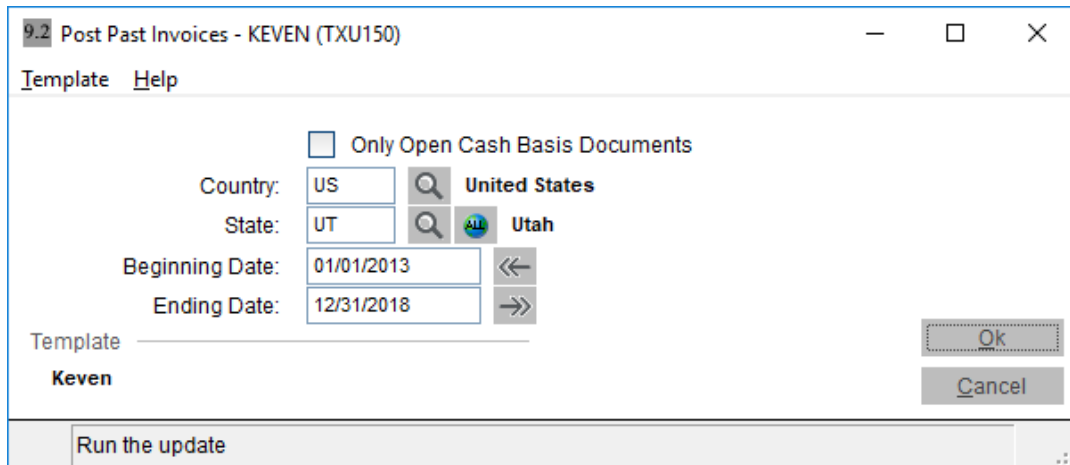 9.2 Post Past Invoices - KEVEN (TXU150)
Template Help
Only Open Cash Basis Documents
Country: US United States
State: UT ALL Utah
Beginning Date: 01/01/2013
Ending Date: 12/31/2018
Template
Ok
Keven
Cancel
Run the update